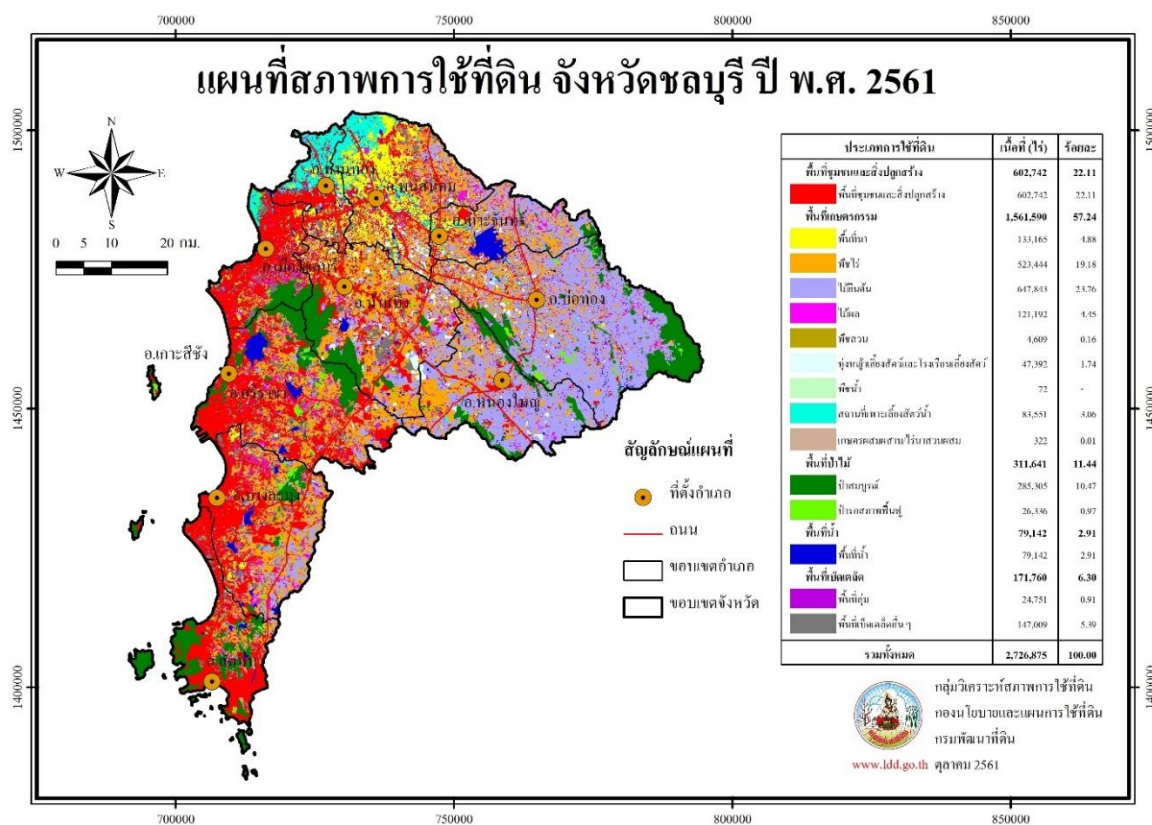 700000 750000 800000 850000
แผนที่สภาพการใช้ที่ดิน จังหวัดชลบุรี ปี พ.ศ. 2561
1500000 1500000
N
W E
S
0 5 10 20 กม.
อ.พานทอง
อ.พนัสนิคม
อ.เกาะจันทร์
อ.เมืองชลบุรี
อ.บ้านบึง
อ.บ่อทอง
อ.เกาะสีชัง
อ.ศรีราชา
อ.หนองใหญ่
อ.บางละมุง
อ.สัตหีบ
1450000 1450000
1400000 1400000
สัญลักษณ์แผนที่
ที่ตั้งอำเภอ
ถนน
ขอบเขตอำเภอ
ขอบเขตจังหวัด
ประเภทการใช้ที่ดิน เนื้อที่ (ไร่) ร้อยละ
พื้นที่ชุมชนและสิ่งปลูกสร้าง 602,742 22.11
พื้นที่ชุมชนและสิ่งปลูกสร้าง 602,742 22.11
พื้นที่เกษตรกรรม 1,561,590 57.24
พื้นที่นา 133,165 4.88
พืชไร่ 523,444 19.18
ไม้ยืนต้น 647,843 23.76
ไม้ผล 121,192 4.45
พืชสวน 4,609 0.16
ทุ่งหญ้าเลี้ยงสัตว์และโรงเรือนเลี้ยงสัตว์ 47,392 1.74
พืชน้ำ 72 -
สถานที่เพาะเลี้ยงสัตว์น้ำ 83,551 3.06
เกษตรผสมผสาน/ไร่นาสวนผสม 322 0.01
พื้นที่ป่าไม้ 311,641 11.44
ป่าสมบูรณ์ 285,305 10.47
ป่ารอสภาพฟื้นฟู 26,336 0.97
พื้นที่น้ำ 79,142 2.91
พื้นที่น้ำ 79,142 2.91
พื้นที่เบ็ดเตล็ด 171,760 6.30
พื้นที่ลุ่ม 24,751 0.91
พื้นที่เบ็ดเตล็ดอื่น ๆ 147,009 5.39
รวมทั้งหมด 2,726,875 100.00
กลุ่มวิเคราะห์สภาพการใช้ที่ดิน
กองนโยบายและแผนการใช้ที่ดิน
กรมพัฒนาที่ดิน
www.ldd.go.th ตุลาคม 2561
700000 750000 800000 850000